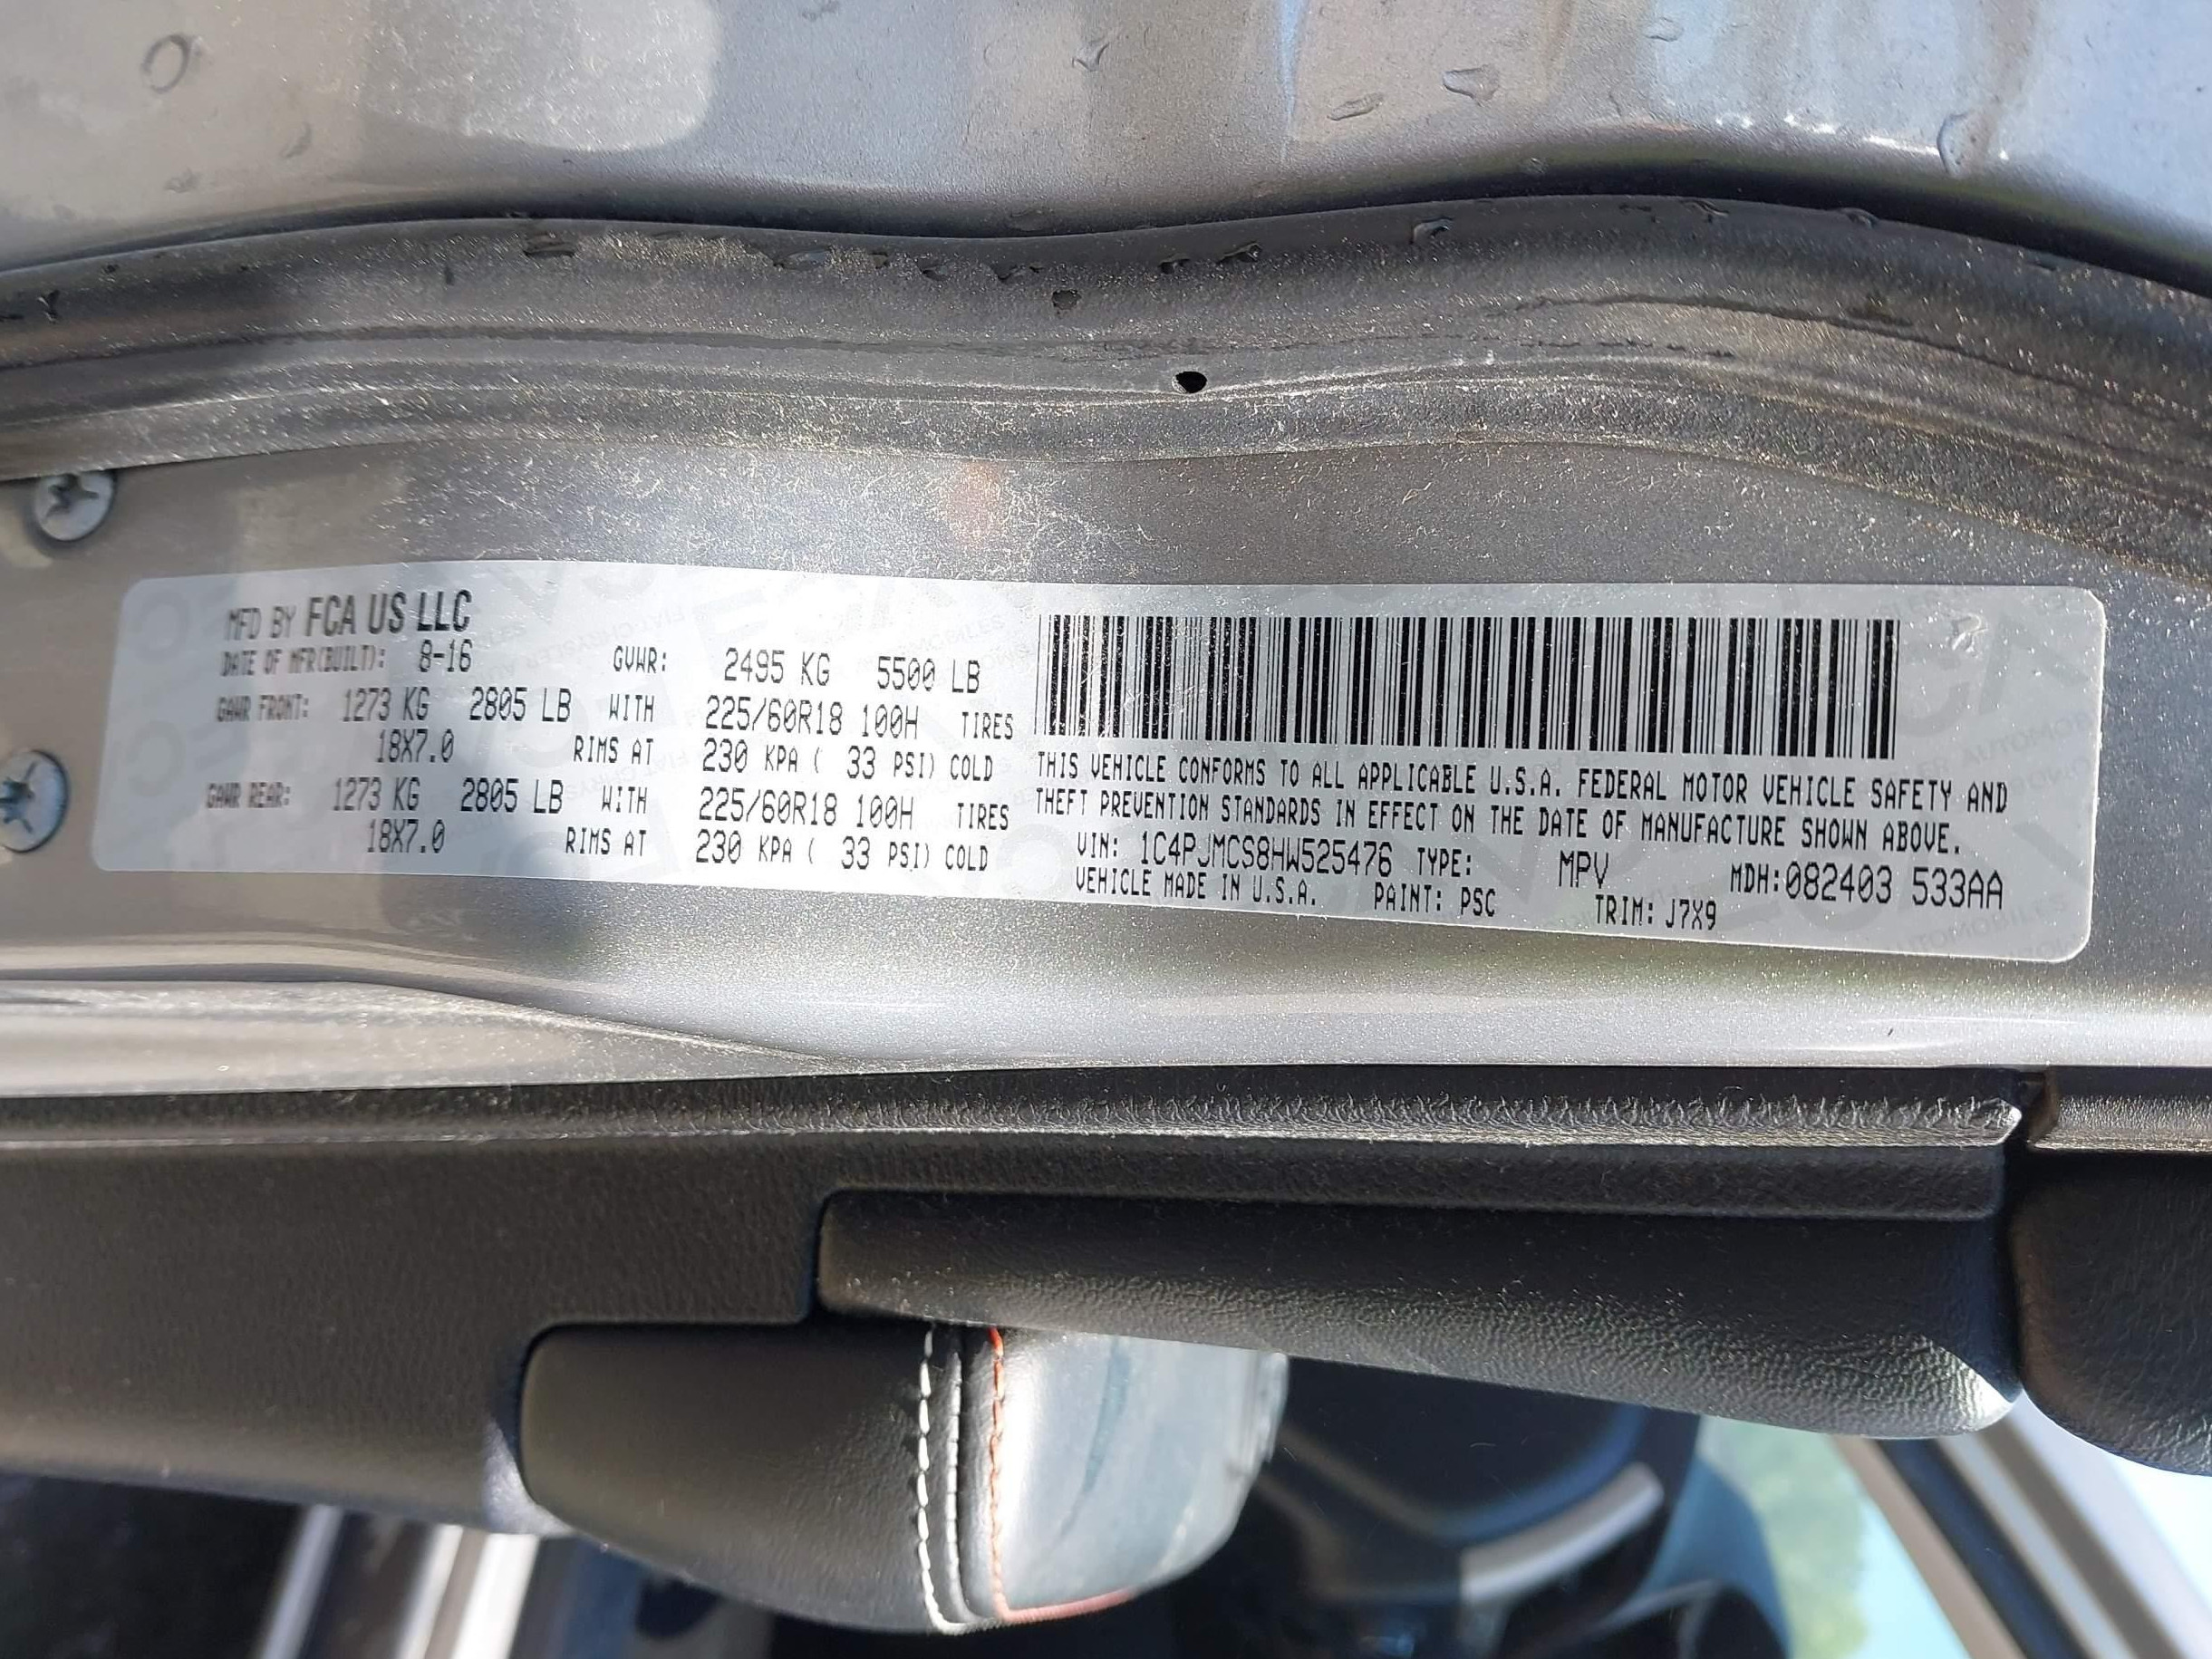 MFD BY FCA US LLC
DATE OF MFR(BUILT): 8-16 GVWR: 2495 KG 5500 LB
GAWR FRONT: 1273 KG 2805 LB WITH 225/60R18 100H TIRES
18X7.0 RIMS AT 230 KPA ( 33 PSI) COLD
GAWR REAR: 1273 KG 2805 LB WITH 225/60R18 100H TIRES
18X7.0 RIMS AT 230 KPA ( 33 PSI) COLD
THIS VEHICLE CONFORMS TO ALL APPLICABLE U.S.A. FEDERAL MOTOR VEHICLE SAFETY AND
THEFT PREVENTION STANDARDS IN EFFECT ON THE DATE OF MANUFACTURE SHOWN ABOVE.
VIN: 1C4PJMCS8HW525476 TYPE: MPV MDH:082403 533AA
VEHICLE MADE IN U.S.A. PAINT: PSC TRIM: J7X9